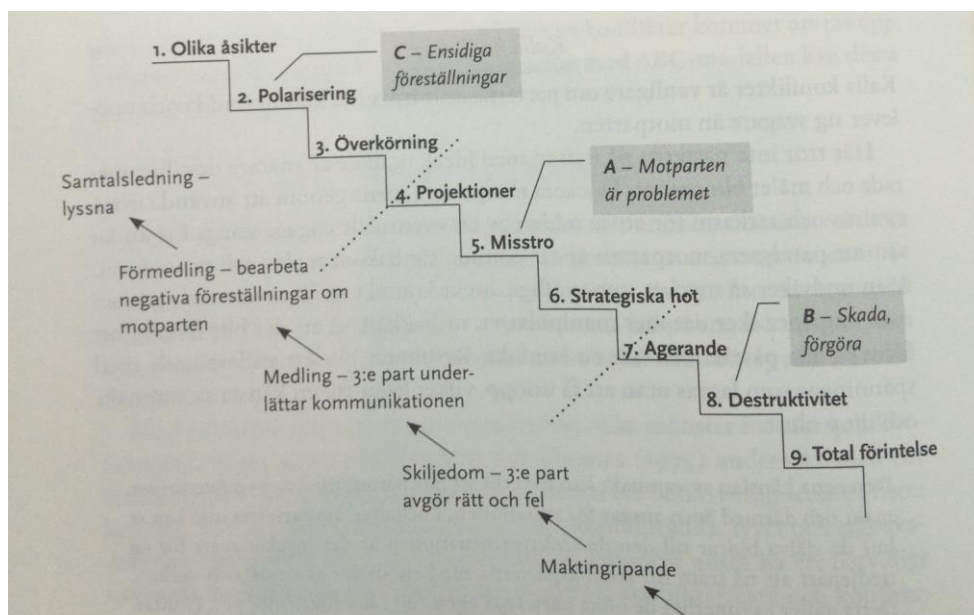 1. Olika åsikter
C – Ensidiga
föreställningar
2. Polarisering
3. Överkörning
A – Motparten
är problemet
Samtalsledning –
lyssna
4. Projektioner
5. Misstro
Förmedling – bearbeta
negativa föreställningar om
motparten
6. Strategiska hot
B – Skada,
förgöra
7. Agerande
Medling – 3:e part under-
lättar kommunikationen
8. Destruktivitet
9. Total förintelse
Skiljedom – 3:e part
avgör rätt och fel
Maktingripande